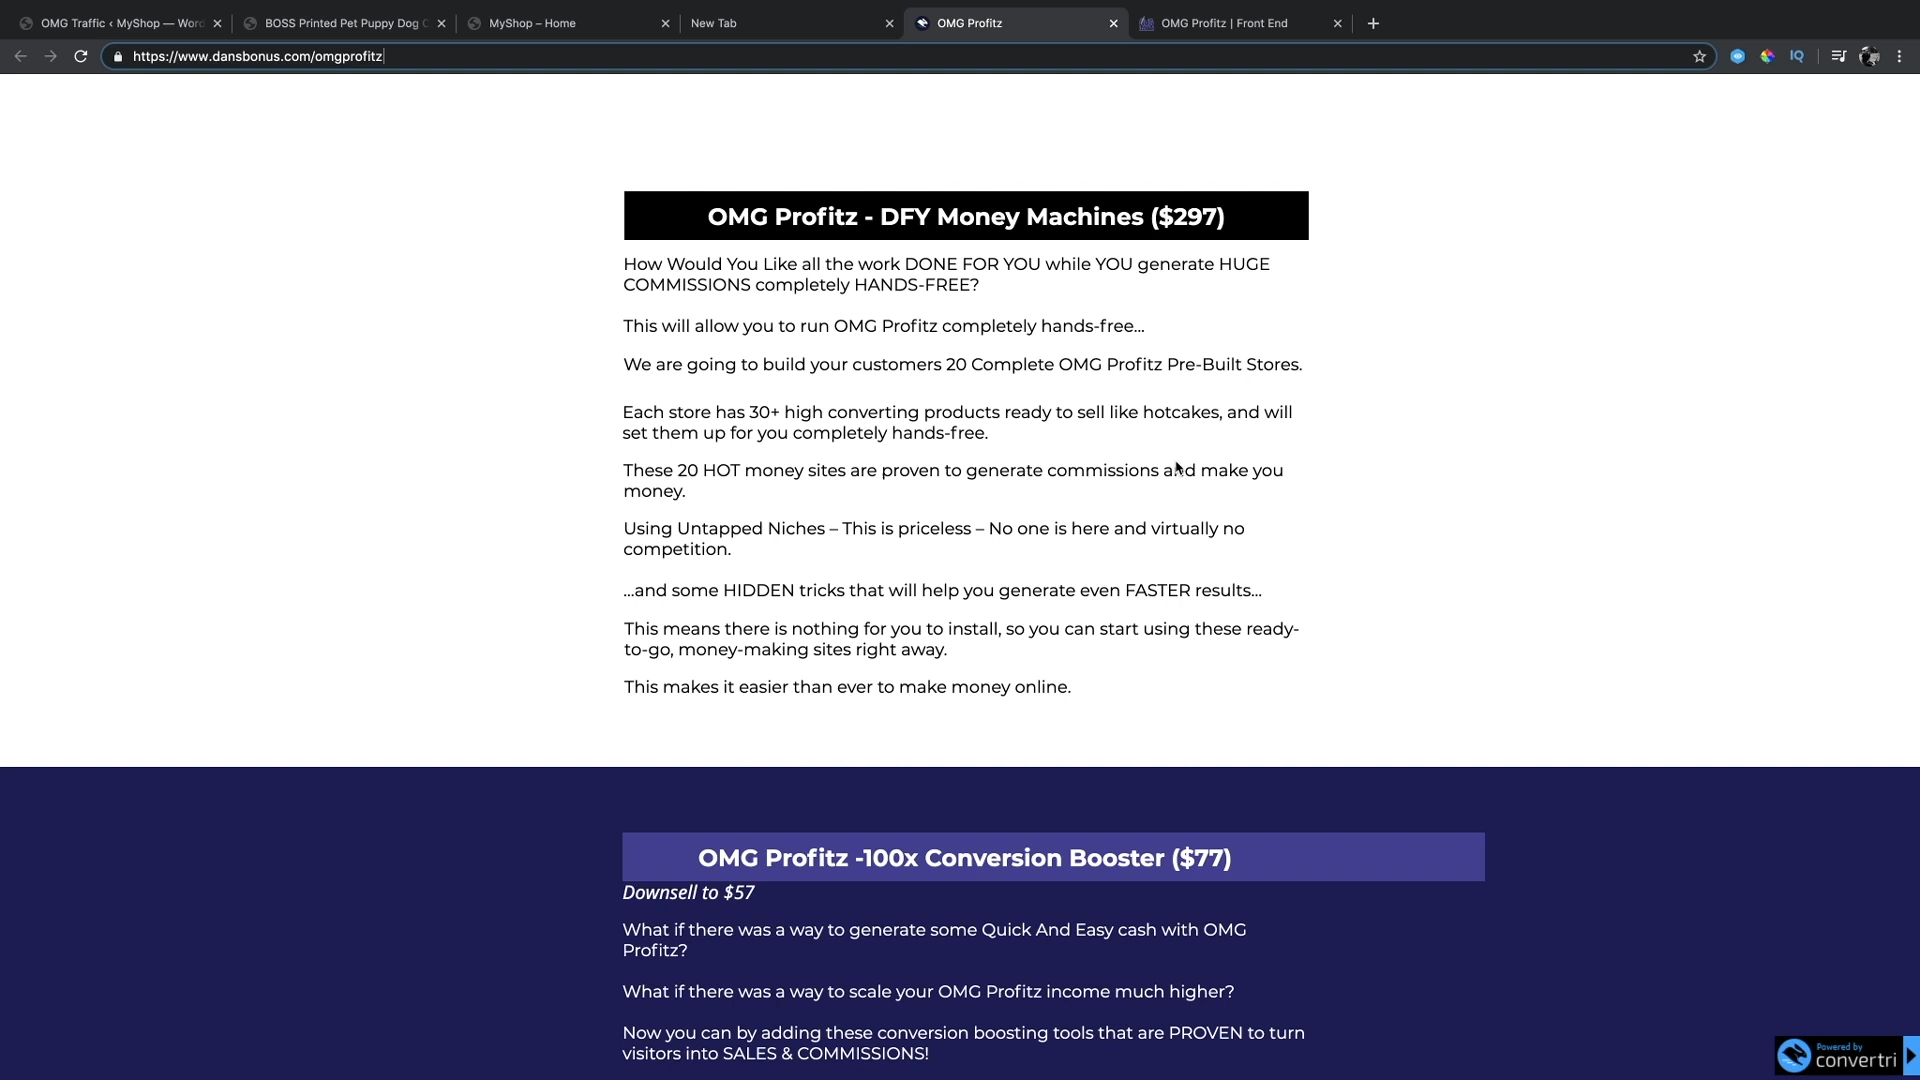 OMG Traffic ‹ MyShop — Word
BOSS Printed Pet Puppy Dog
MyShop – Home
New Tab
OMG Profitz
OMG Profitz | Front End
https://www.dansbonus.com/omgprofitz
IQ
OMG Profitz - DFY Money Machines ($297)
How Would You Like all the work DONE FOR YOU while YOU generate HUGE
COMMISSIONS completely HANDS-FREE?
This will allow you to run OMG Profitz completely hands-free...
We are going to build your customers 20 Complete OMG Profitz Pre-Built Stores.
Each store has 30+ high converting products ready to sell like hotcakes, and will
set them up for you completely hands-free.
These 20 HOT money sites are proven to generate commissions and make you
money.
Using Untapped Niches – This is priceless – No one is here and virtually no
competition.
...and some HIDDEN tricks that will help you generate even FASTER results...
This means there is nothing for you to install, so you can start using these ready-
to-go, money-making sites right away.
This makes it easier than ever to make money online.
OMG Profitz -100x Conversion Booster ($77)
Downsell to $57
What if there was a way to generate some Quick And Easy cash with OMG
Profitz?
What if there was a way to scale your OMG Profitz income much higher?
Now you can by adding these conversion boosting tools that are PROVEN to turn
visitors into SALES & COMMISSIONS!
Powered by
convertri